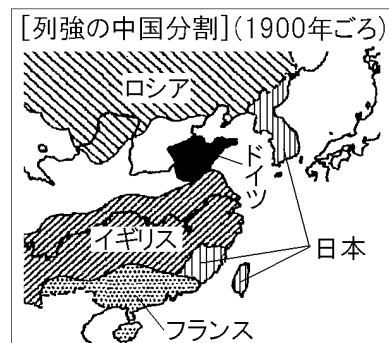 [列強の中国分割](1900年ごろ)
ロシア
ドイツ
イギリス
日本
フランス